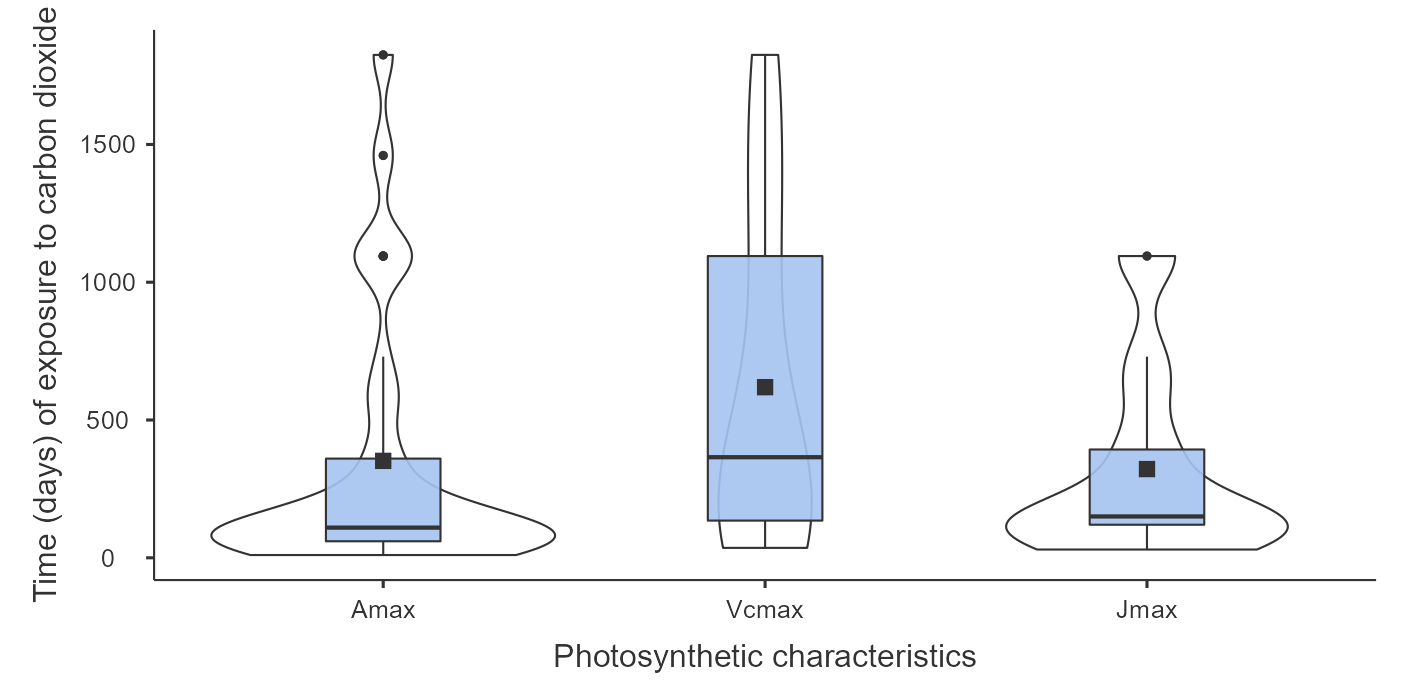 Time (days) of exposure to carbon dioxide
1500
1000
500
0
Amax
Vcmax
Jmax
Photosynthetic characteristics